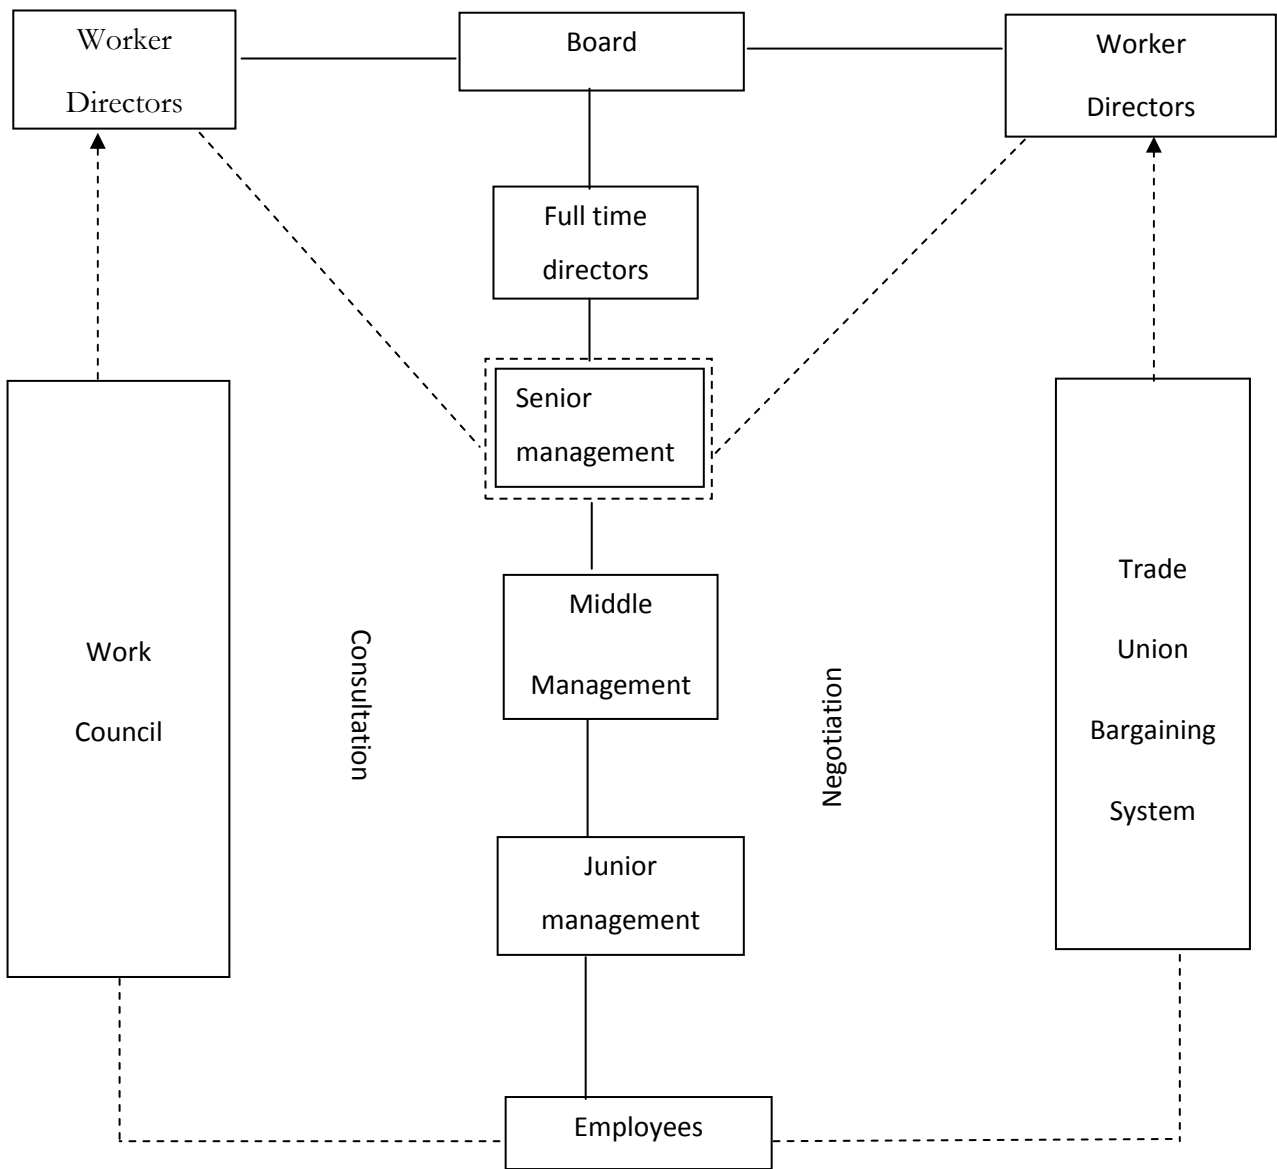 Worker
Directors
Board
Worker
Directors
Full time
directors
Senior
management
Middle
Management
Work
Council
Consultation
Negotiation
Trade
Union
Bargaining
System
Junior
management
Employees